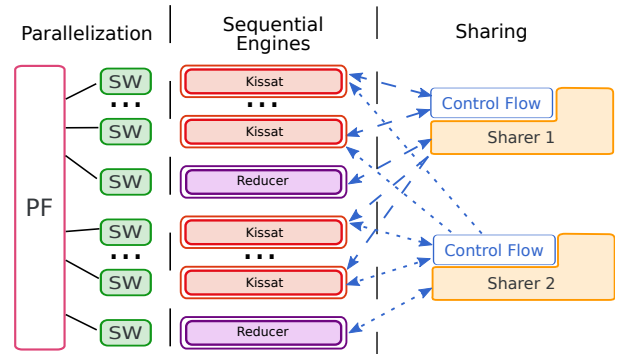 Parallelization
Sequential
Engines
Sharing
PF
SW
...
SW
SW
SW
...
SW
SW
Kissat
...
Kissat
Reducer
Kissat
...
Kissat
Reducer
Control Flow
Sharer 1
Control Flow
Sharer 2